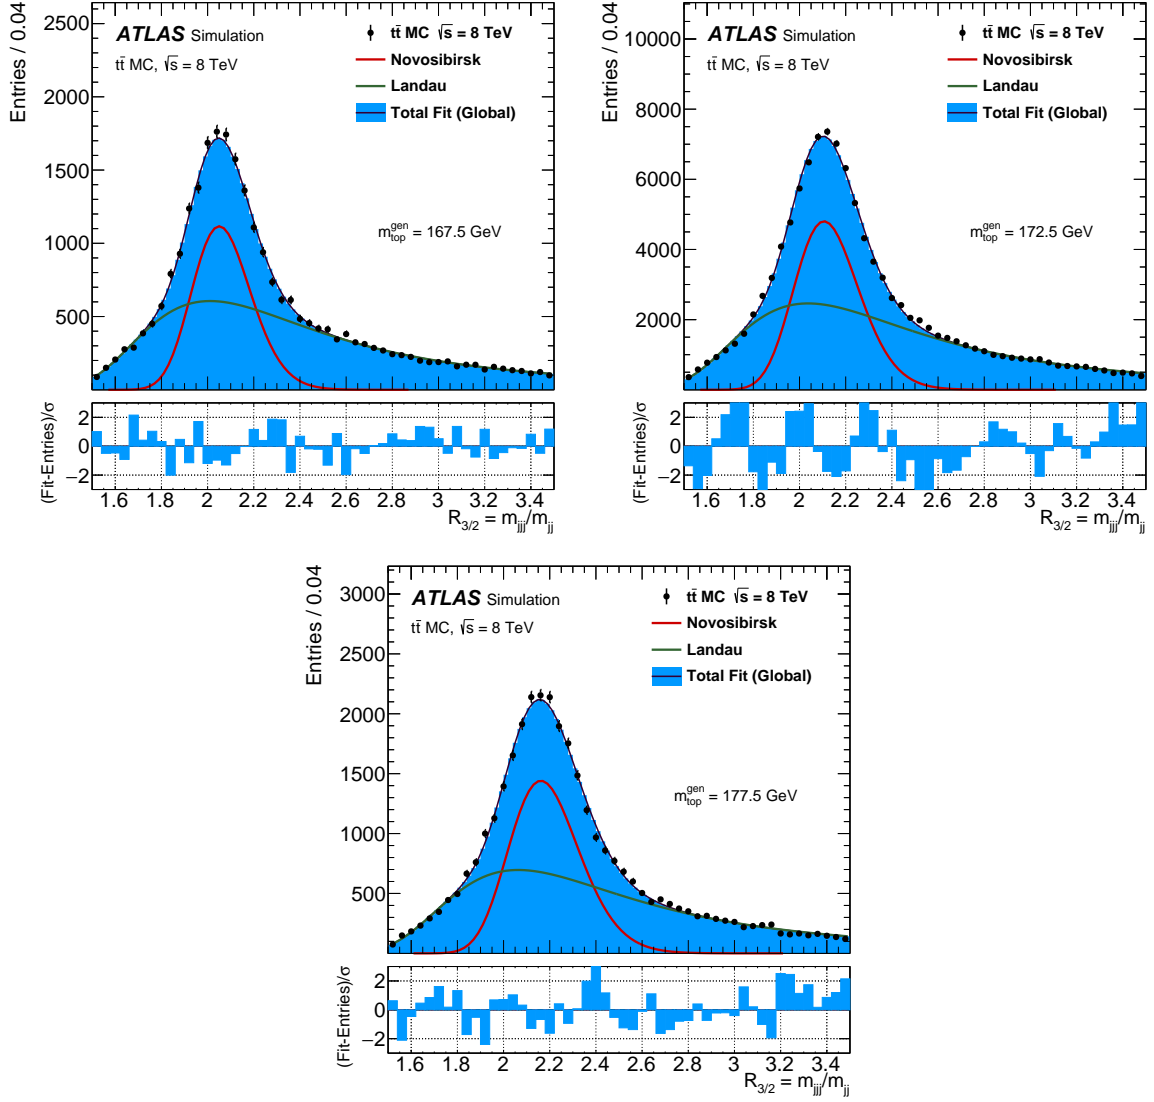 Entries / 0.04
2500
2000
1500
1000
500
ATLAS Simulation
tt̄ MC, √s = 8 TeV
tt̄ MC √s = 8 TeV
Novosibirsk
Landau
Total Fit (Global)
m_top^gen = 167.5 GeV
(Fit-Entries)/σ
2
0
−2
1.6 1.8 2 2.2 2.4 2.6 2.8 3 3.2 3.4
R_3/2 = m_jjj/m_jj
Entries / 0.04
10000
8000
6000
4000
2000
ATLAS Simulation
tt̄ MC, √s = 8 TeV
tt̄ MC √s = 8 TeV
Novosibirsk
Landau
Total Fit (Global)
m_top^gen = 172.5 GeV
(Fit-Entries)/σ
2
0
−2
1.6 1.8 2 2.2 2.4 2.6 2.8 3 3.2 3.4
R_3/2 = m_jjj/m_jj
Entries / 0.04
3000
2500
2000
1500
1000
500
ATLAS Simulation
tt̄ MC, √s = 8 TeV
tt̄ MC √s = 8 TeV
Novosibirsk
Landau
Total Fit (Global)
m_top^gen = 177.5 GeV
(Fit-Entries)/σ
2
0
−2
1.6 1.8 2 2.2 2.4 2.6 2.8 3 3.2 3.4
R_3/2 = m_jjj/m_jj